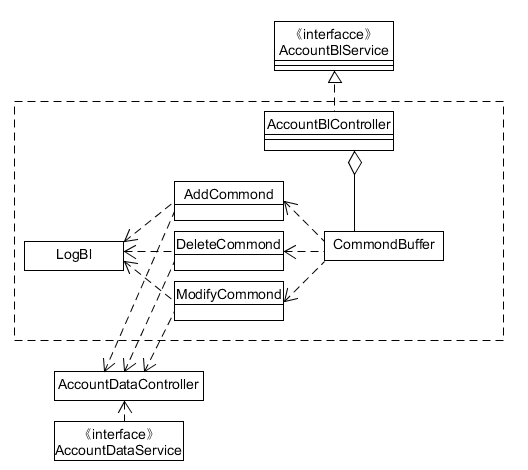 《interfacce》
AccountBlService
AccountBlController
AddCommond
DeleteCommond
CommondBuffer
LogBl
ModifyCommond
AccountDataController
《interface》
AccountDataService